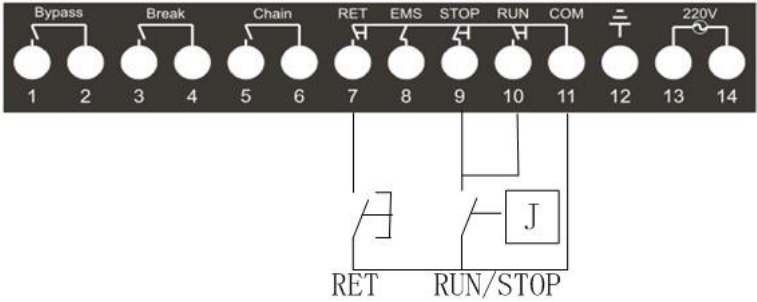 Bypass Break Chain RET EMS STOP RUN COM 220V
1 2 3 4 5 6 7 8 9 10 11 12 13 14
J
RET RUN/STOP